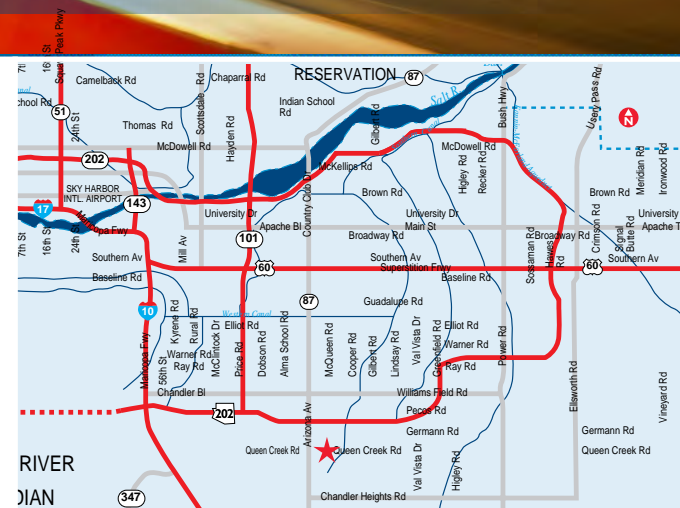 7tl
16th St
Squaw Peak Pkwy
Camelback Rd
Scottsdale Rd
Chaparral Rd
RESERVATION
87
chool Rd
51
24th St
Thomas Rd
Hayden Rd
Indian School
Rd
Gilbert Rd
Salt R
Bush Hwy
Usery Pass Rd
N
McDowell Rd
McDowell Rd
202
McKellips Rd
Higley Rd
Recker Rd
Meridian Rd
Ironwood Rd
SKY HARBOR
INTL. AIRPORT
143
Country Club Dr
Brown Rd
Brown Rd
17
University Dr
University Dr
University
Maricopa Fwy
Apache Bl
Main St
Apache T
Crimson Rd
Signal
Butte Rd
7th St
16th St
24th St
Mill Av
101
Broadway Rd
Sossaman Rd
Broadway Rd
Hawes
Rd
Southern Av
Southern Av
Southern Av
60
Superstition Frwy
60
Baseline Rd
Baseline Rd
87
Guadalupe Rd
10
Western Canal
Kyrene Rd
Rural Rd
McClintock Dr
Elliot Rd
Elliot Rd
Price Rd
Dobson Rd
Alma School Rd
McQueen Rd
Cooper Rd
Gilbert Rd
Lindsay Rd
Val Vista Dr
Greenfield Rd
Power Rd
Maricopa Fwy
56th St
Warner Rd
Warner Rd
Ray Rd
Ray Rd
Chandler Bl
Williams Field Rd
Ellsworth Rd
Vineyard Rd
202
Arizona Av
Pecos Rd
Germann Rd
Germann Rd
Queen Creek Rd
Queen Creek Rd
Queen Creek Rd
Val Vista Dr
Higley Rd
RIVER
DIAN
347
Chandler Heights Rd